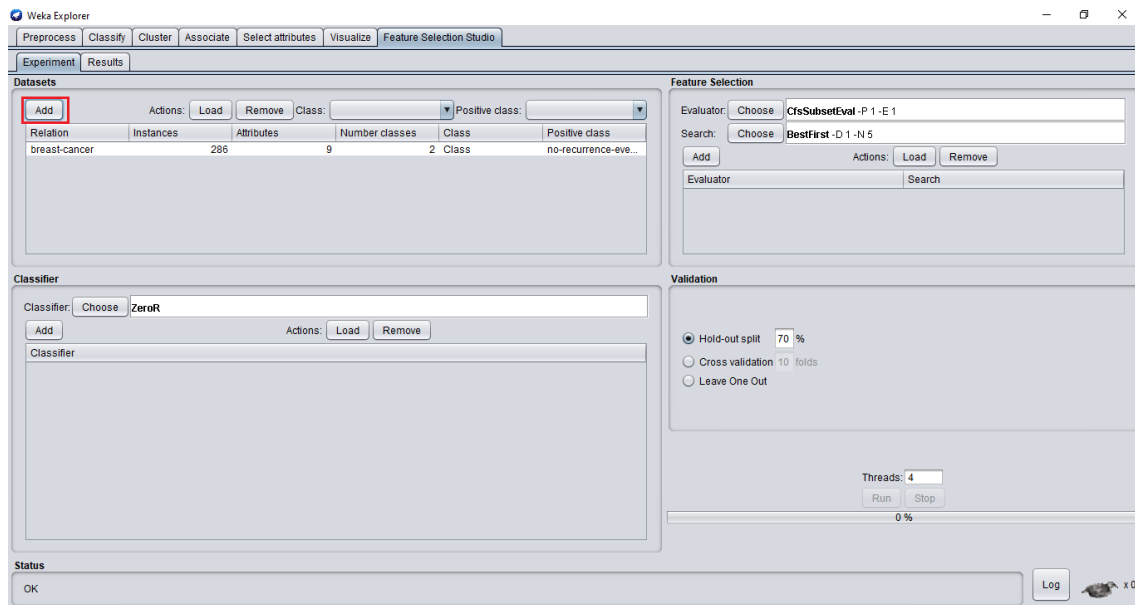 Weka Explorer
Preprocess Classify Cluster Associate Select attributes Visualize Feature Selection Studio
Experiment Results
Datasets
Add Actions: Load Remove Class: Positive class:
Relation Instances Attributes Number classes Class Positive class
breast-cancer 286 9 2 Class no-recurrence-eve...
Feature Selection
Evaluator: Choose CfsSubsetEval -P 1 -E 1
Search: Choose BestFirst -D 1 -N 5
Add Actions: Load Remove
Evaluator Search
Classifier
Classifier: Choose ZeroR
Add Actions: Load Remove
Classifier
Validation
Hold-out split 70 %
Cross validation 10 folds
Leave One Out
Threads: 4
Run Stop
0 %
Status
OK
Log x 0